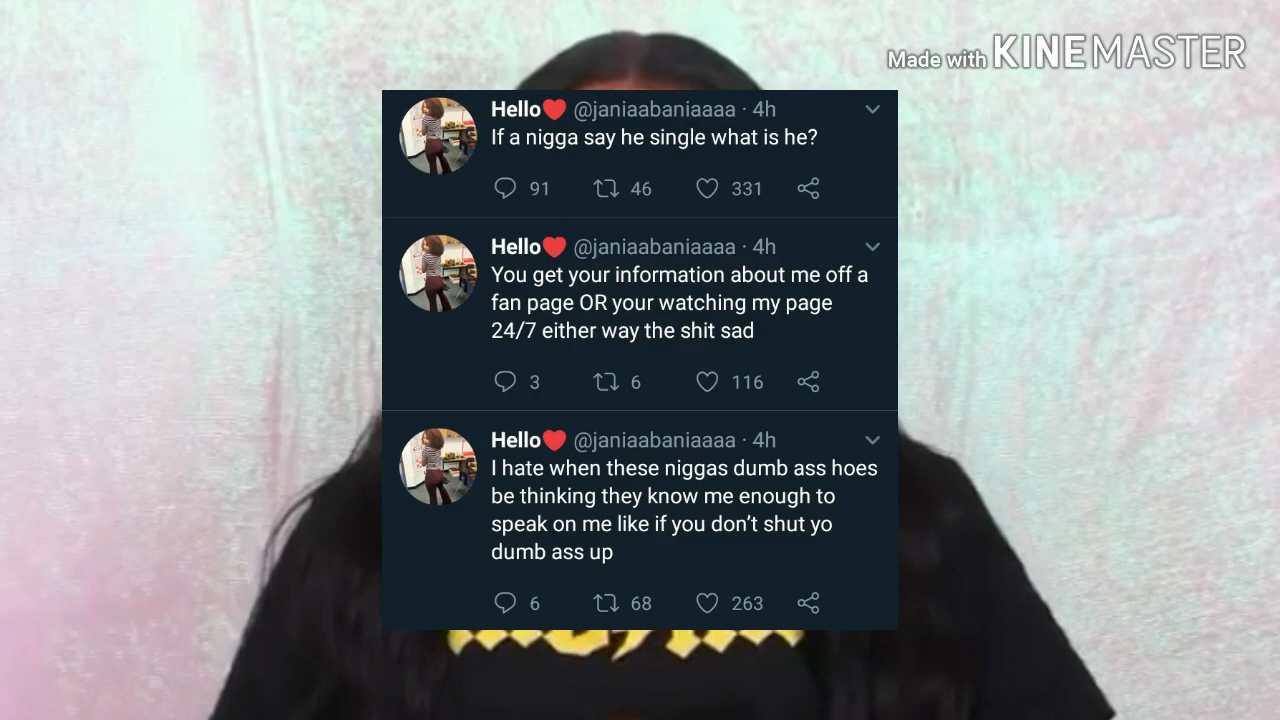 Made with KINEMASTER
Hello❤️ @janiaabaniaaaa · 4h
If a nigga say he single what is he?
91 46 331
Hello❤️ @janiaabaniaaaa · 4h
You get your information about me off a
fan page OR your watching my page
24/7 either way the shit sad
3 6 116
Hello❤️ @janiaabaniaaaa · 4h
I hate when these niggas dumb ass hoes
be thinking they know me enough to
speak on me like if you don’t shut yo
dumb ass up
6 68 263